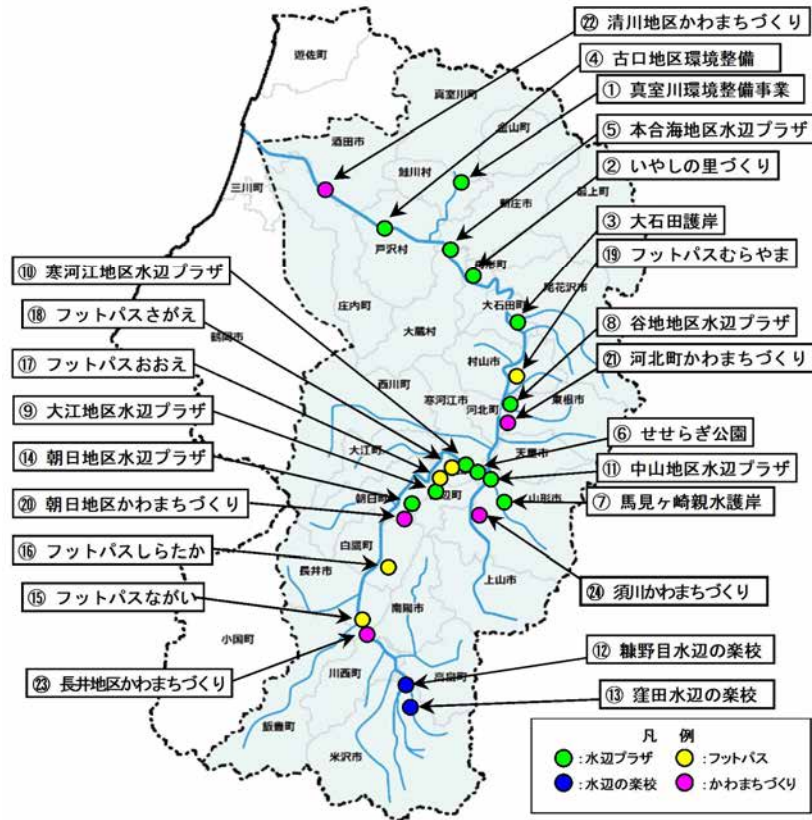 ㉒ 清川地区かわまちづくり
④ 古口地区環境整備
① 真室川環境整備事業
⑤ 本合海地区水辺プラザ
② いやしの里づくり
③ 大石田護岸
⑲ フットパスむらやま
⑧ 谷地地区水辺プラザ
㉑ 河北町かわまちづくり
⑥ せせらぎ公園
⑪ 中山地区水辺プラザ
⑦ 馬見ヶ崎親水護岸
㉔ 須川かわまちづくり
⑫ 糠野目水辺の楽校
⑬ 窪田水辺の楽校
⑩ 寒河江地区水辺プラザ
⑱ フットパスさがえ
⑰ フットパスおおえ
⑨ 大江地区水辺プラザ
⑭ 朝日地区水辺プラザ
⑳ 朝日地区かわまちづくり
⑯ フットパスしらたか
⑮ フットパスながい
㉓ 長井地区かわまちづくり
遊佐町
真室川町
金山町
酒田市
鮭川村
三川町
新庄市
最上町
戸沢村
舟形町
尾花沢市
大石田町
庄内町
大蔵村
鶴岡市
村山市
西川町
寒河江市
河北町
東根市
大江町
天童市
朝日町
山形市
白鷹町
長井市
上山市
南陽市
小国町
川西町
高畠町
飯豊町
米沢市
凡 例
:水辺プラザ
:フットパス
:水辺の楽校
:かわまちづくり